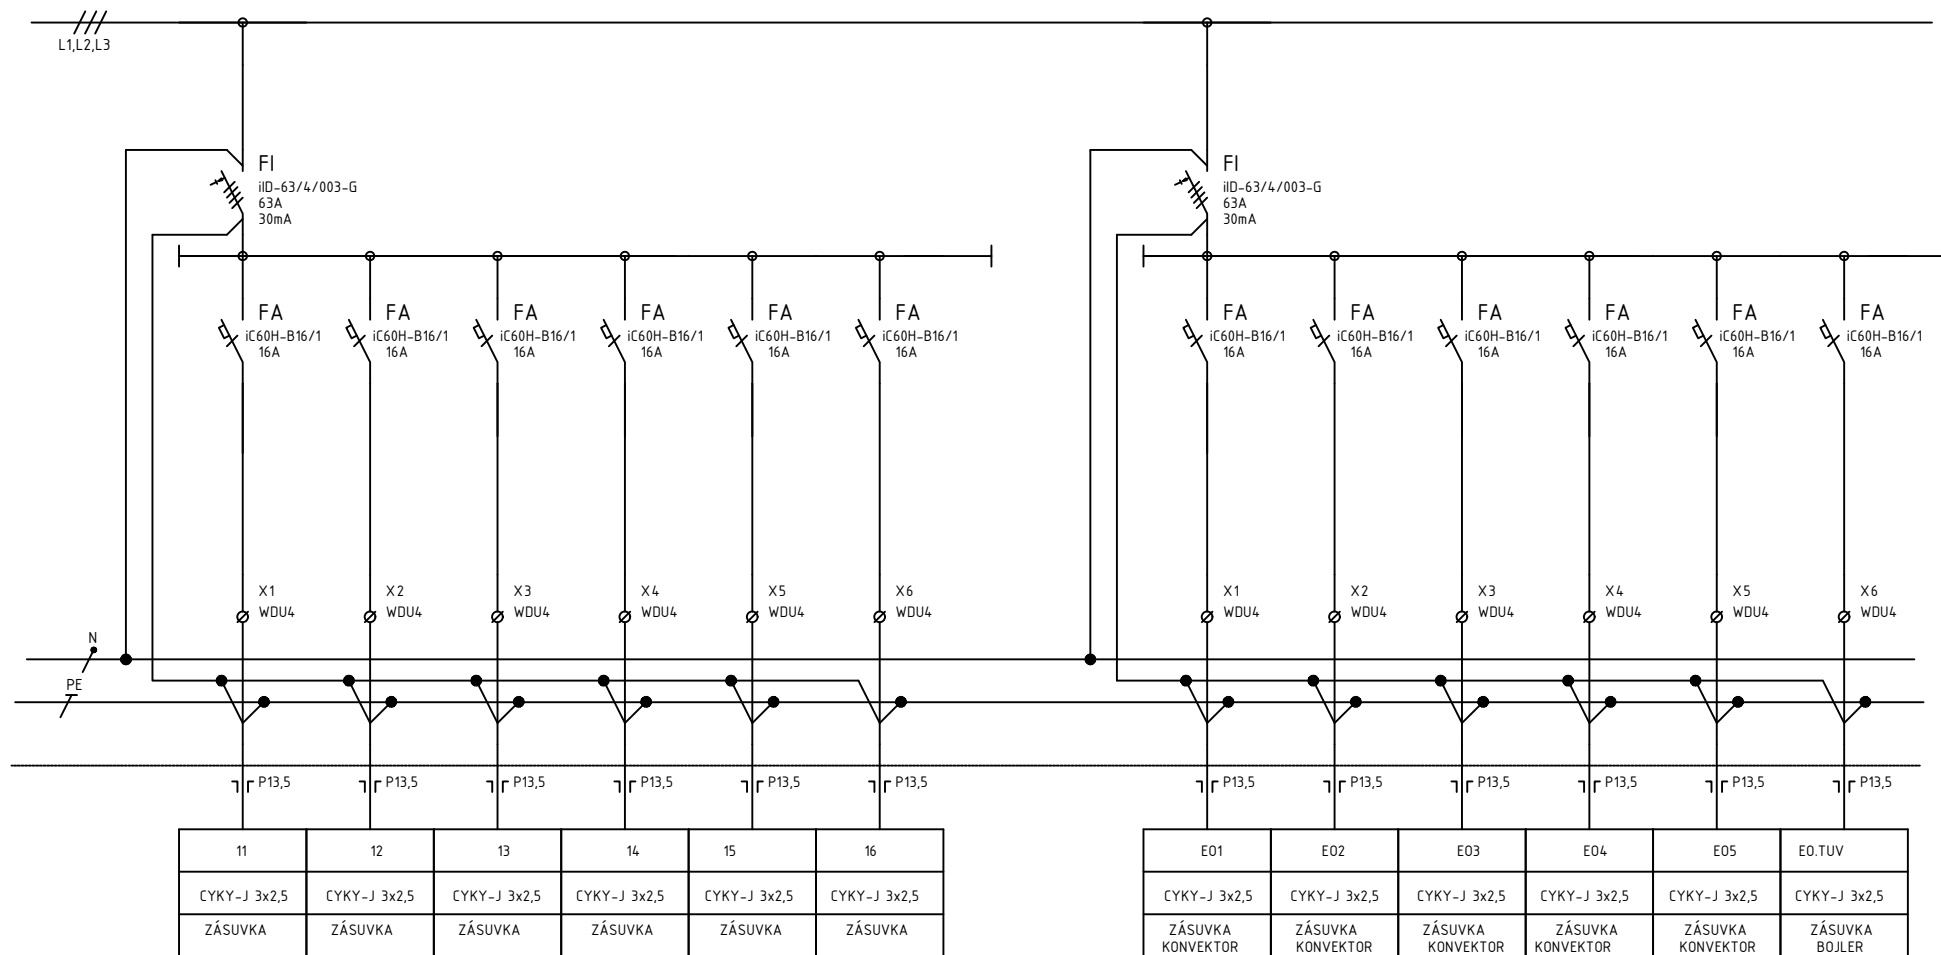 L1,L2,L3
FI
iID-63/4/003-G
63A
30mA
FI
iID-63/4/003-G
63A
30mA
FA FA FA FA FA FA FA FA FA FA FA FA
iC60H-B16/1 iC60H-B16/1 iC60H-B16/1 iC60H-B16/1 iC60H-B16/1 iC60H-B16/1 iC60H-B16/1 iC60H-B16/1 iC60H-B16/1 iC60H-B16/1 iC60H-B16/1 iC60H-B16/1
16A 16A 16A 16A 16A 16A 16A 16A 16A 16A 16A 16A
X1 X2 X3 X4 X5 X6 X1 X2 X3 X4 X5 X6
WDU4 WDU4 WDU4 WDU4 WDU4 WDU4 WDU4 WDU4 WDU4 WDU4 WDU4 WDU4
N
PE
P13,5 P13,5 P13,5 P13,5 P13,5 P13,5 P13,5 P13,5 P13,5 P13,5 P13,5 P13,5
11 12 13 14 15 16 EO1 EO2 EO3 EO4 EO5 EO.TUV
CYKY-J 3x2,5 CYKY-J 3x2,5 CYKY-J 3x2,5 CYKY-J 3x2,5 CYKY-J 3x2,5 CYKY-J 3x2,5 CYKY-J 3x2,5 CYKY-J 3x2,5 CYKY-J 3x2,5 CYKY-J 3x2,5 CYKY-J 3x2,5 CYKY-J 3x2,5
ZÁSUVKA ZÁSUVKA ZÁSUVKA ZÁSUVKA ZÁSUVKA ZÁSUVKA ZÁSUVKA ZÁSUVKA ZÁSUVKA ZÁSUVKA ZÁSUVKA ZÁSUVKA
KONVEKTOR KONVEKTOR KONVEKTOR KONVEKTOR KONVEKTOR BOJLER